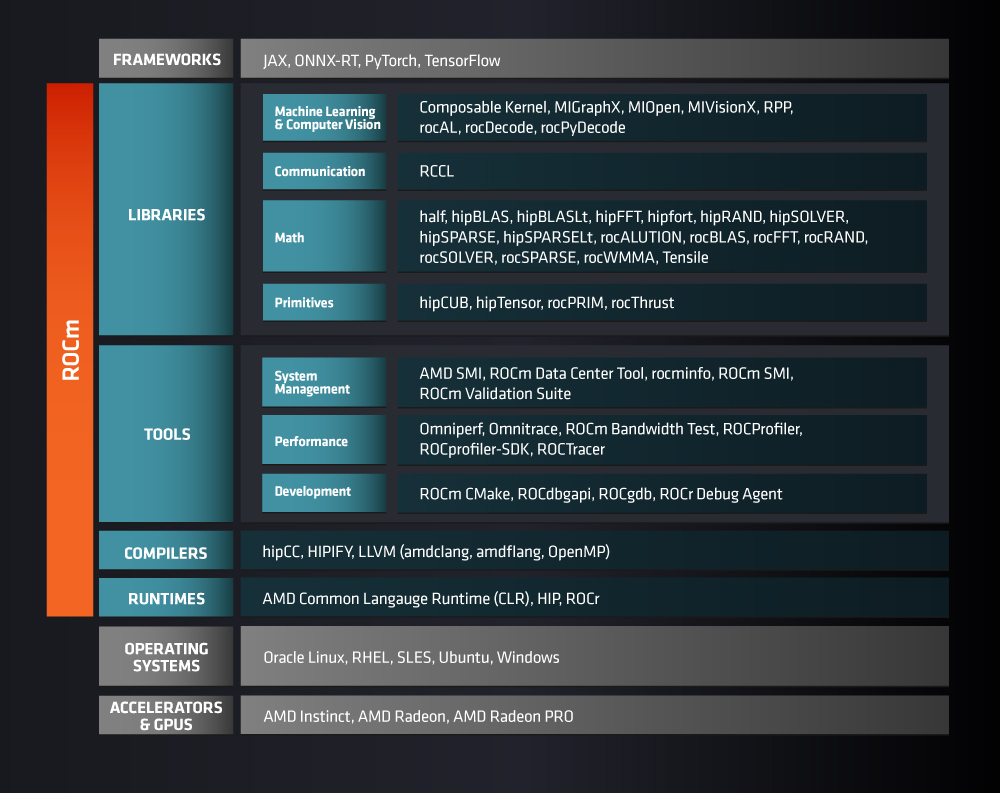 FRAMEWORKS
JAX, ONNX-RT, PyTorch, TensorFlow
ROCm
LIBRARIES
Machine Learning
& Computer Vision
Composable Kernel, MIGraphX, MIOpen, MIVisionX, RPP,
rocAL, rocDecode, rocPyDecode
Communication
RCCL
Math
half, hipBLAS, hipBLASLt, hipFFT, hipfort, hipRAND, hipSOLVER,
hipSPARSE, hipSPARSELt, rocALUTION, rocBLAS, rocFFT, rocRAND,
rocSOLVER, rocSPARSE, rocWMMA, Tensile
Primitives
hipCUB, hipTensor, rocPRIM, rocThrust
TOOLS
System
Management
AMD SMI, ROCm Data Center Tool, rocminfo, ROCm SMI,
ROCm Validation Suite
Performance
Omniperf, Omnitrace, ROCm Bandwidth Test, ROCProfiler,
ROCprofiler-SDK, ROCTracer
Development
ROCm CMake, ROCdbgapi, ROCgdb, ROCr Debug Agent
COMPILERS
hipCC, HIPIFY, LLVM (amdclang, amdflang, OpenMP)
RUNTIMES
AMD Common Langauge Runtime (CLR), HIP, ROCr
OPERATING
SYSTEMS
Oracle Linux, RHEL, SLES, Ubuntu, Windows
ACCELERATORS
& GPUS
AMD Instinct, AMD Radeon, AMD Radeon PRO